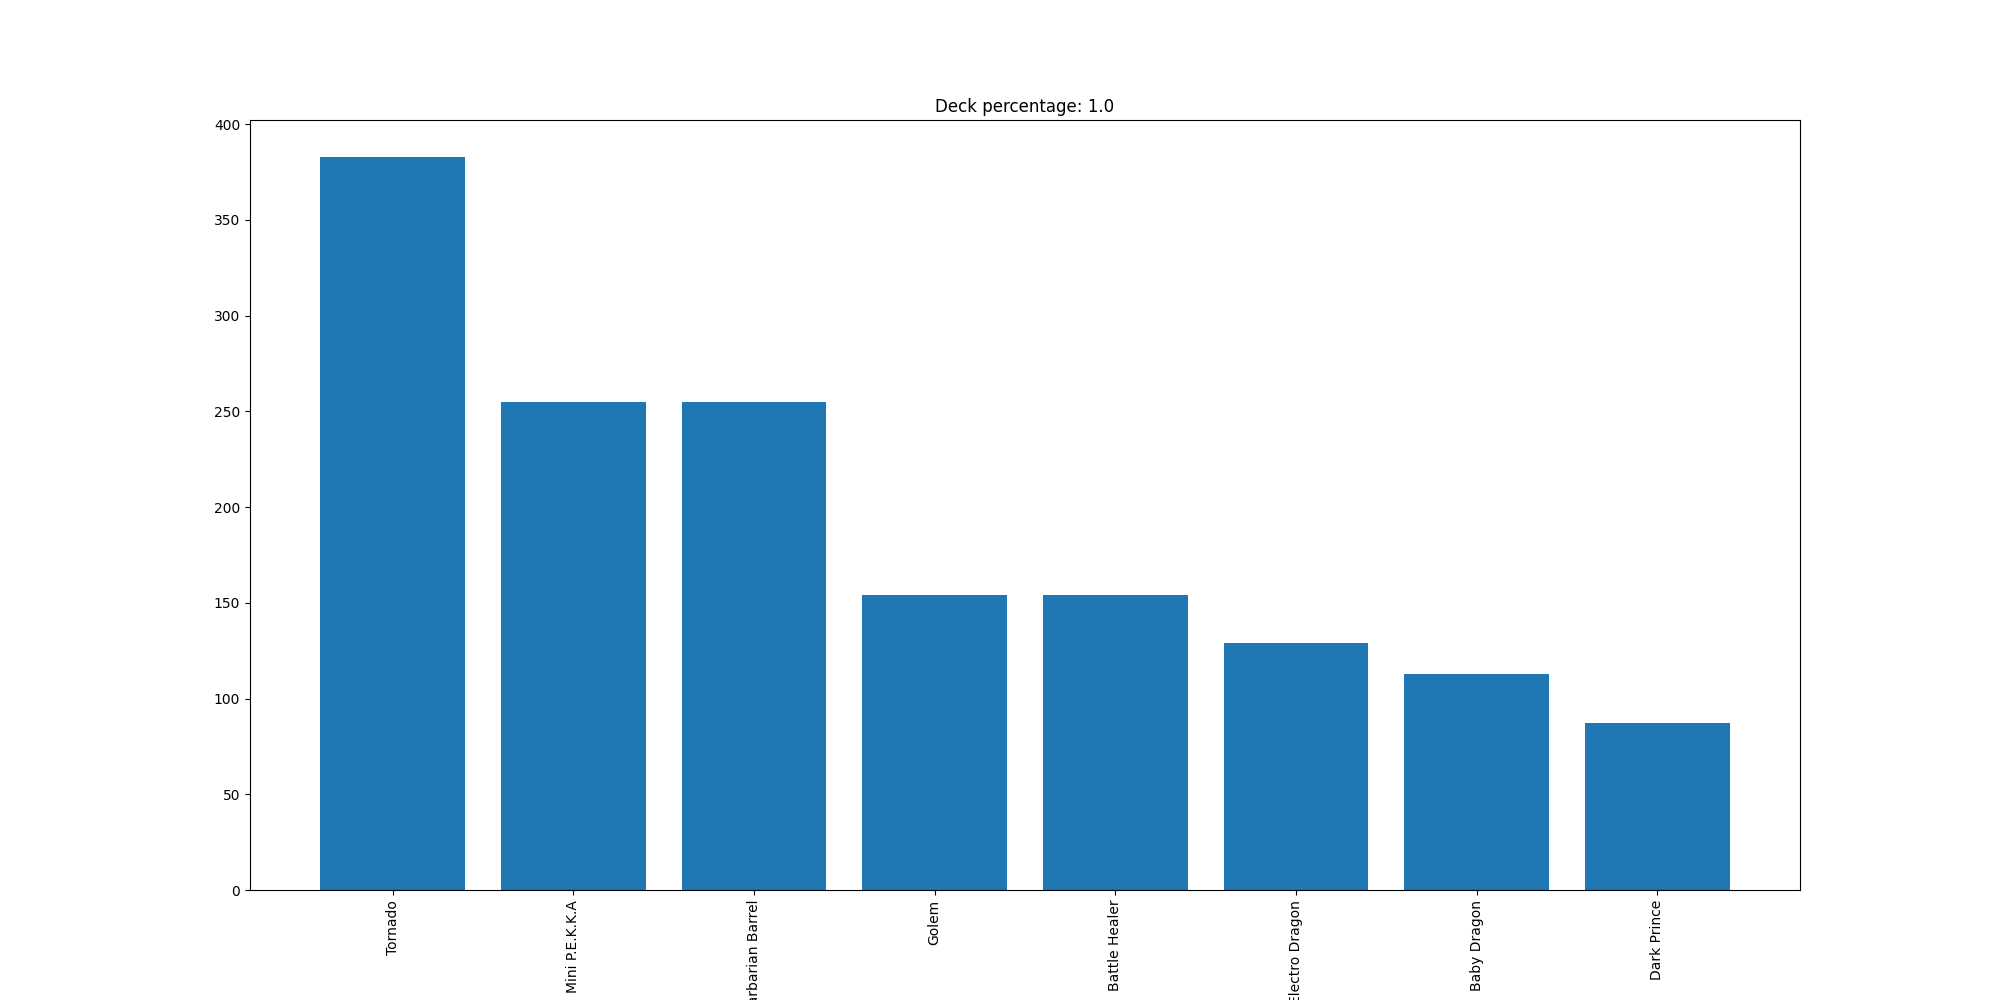 Deck percentage: 1.0
400
350
300
250
200
150
100
50
0
Tornado
Mini P.E.K.K.A
arbarian Barrel
Golem
Battle Healer
Electro Dragon
Baby Dragon
Dark Prince